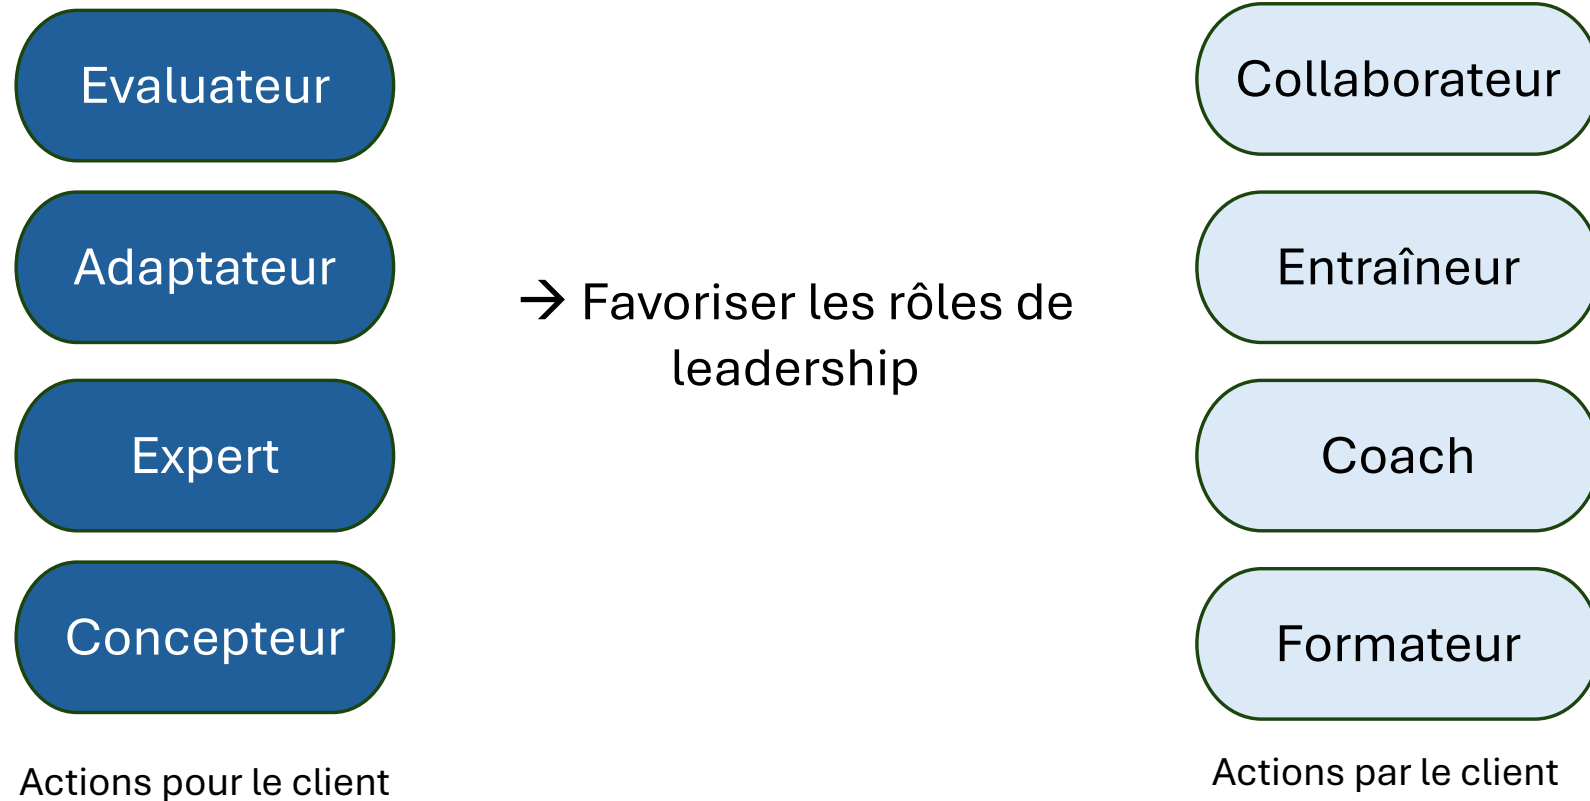 Evaluateur
Adaptateur
Expert
Concepteur
Actions pour le client
→ Favoriser les rôles de
leadership
Collaborateur
Entraîneur
Coach
Formateur
Actions par le client